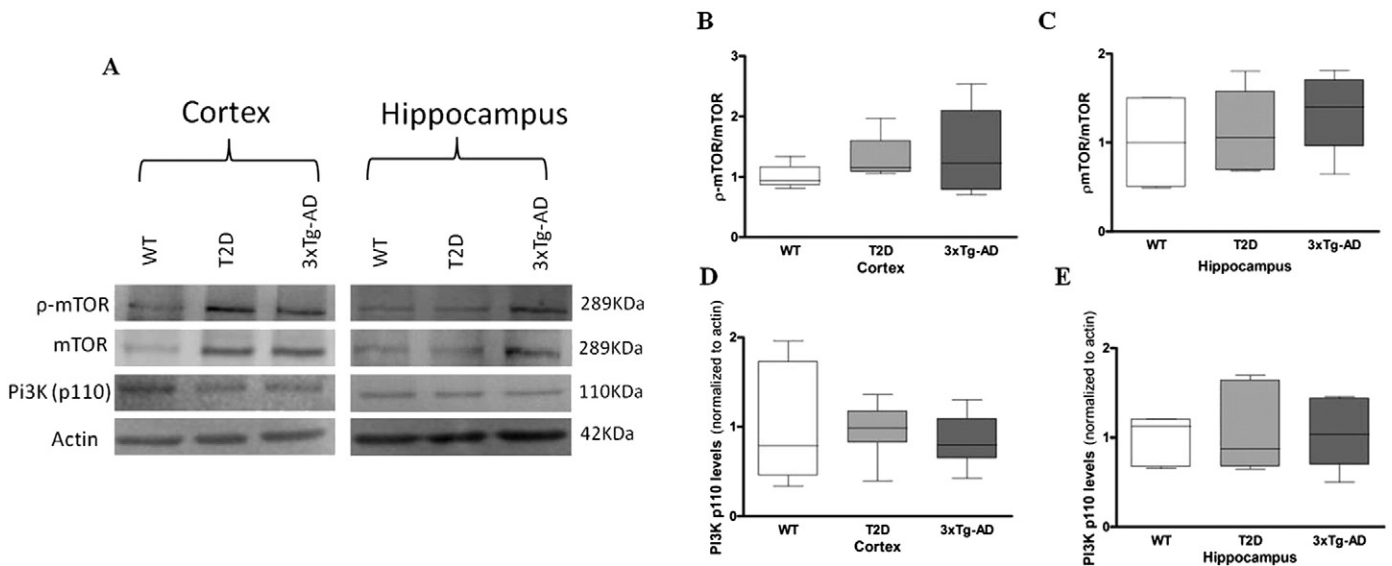 A
Cortex
Hippocampus
WT
T2D
3xTg-AD
WT
T2D
3xTg-AD
ρ-mTOR
289KDa
mTOR
289KDa
Pi3K (p110)
110KDa
Actin
42KDa
B
ρ-mTOR/mTOR
3
2
1
0
WT
T2D
3xTg-AD
Cortex
C
ρmTOR/mTOR
2
1
0
WT
T2D
3xTg-AD
Hippocampus
D
PI3K p110 levels (normalized to actin)
2
1
0
WT
T2D
3xTg-AD
Cortex
E
PI3K p110 levels (normalized to actin)
2
1
0
WT
T2D
3xTg-AD
Hippocampus